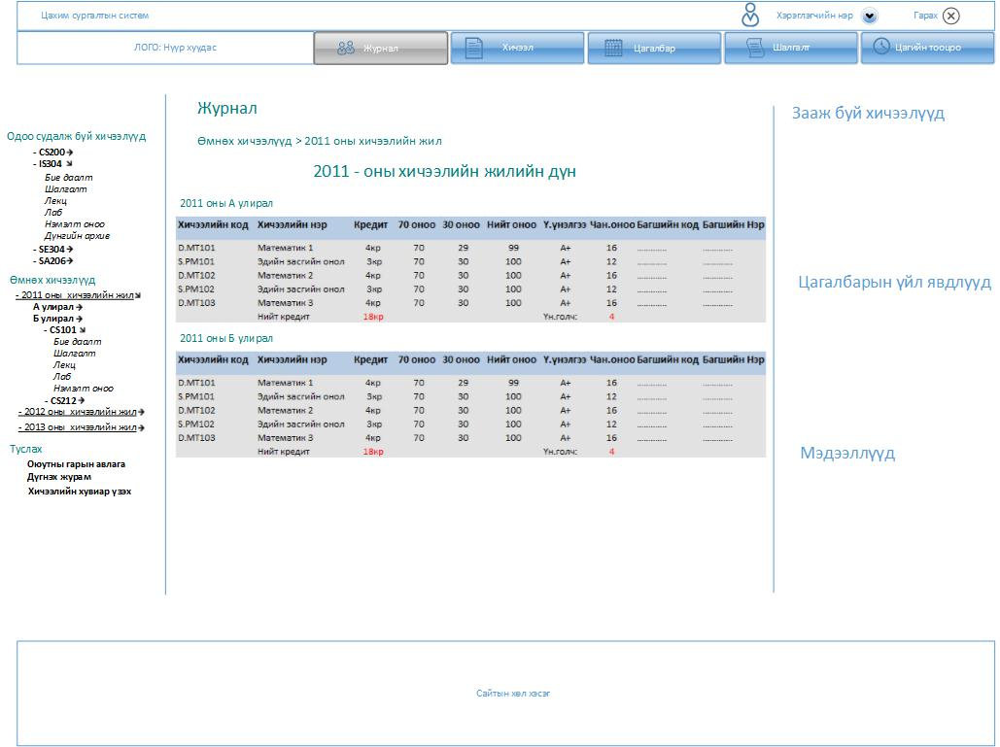 Цахим сургалтын систем
Хэрэглэгчийн нэр
Гарах
ЛОГО: Нүүр хуудас
Журнал
Хичээл
Цагалбар
Шалгалт
Цагийн тооцоо
Одоо судалж буй хичээлүүд
- CS200
- IS304
Бие даалт
Шалгалт
Лекц
Лаб
Нэмэлт оноо
Дүнгийн архив
- SE304
- SA206
Өмнөх хичээлүүд
- 2011 оны хичээлийн жил
А улирал
Б улирал
- CS101
Бие даалт
Шалгалт
Лекц
Лаб
Нэмэлт оноо
- CS212
- 2012 оны хичээлийн жил
- 2013 оны хичээлийн жил
Туслах
Оюутны гарын авлага
Дүгнэх журам
Хичээлийн хувиар үзэх
Журнал
Өмнөх хичээлүүд > 2011 оны хичээлийн жил
2011 - оны хичээлийн жилийн дүн
2011 оны А улирал
Хичээлийн код Хичээлийн нэр Кредит 70 оноо 30 оноо Нийт оноо Ү.үнэлгээ Чан.оноо Багшийн код Багшийн Нэр
D.MT101 Математик 1 4кр 70 29 99 A+ 16 .............. ..............
S.PM101 Эдийн засгийн онол 3кр 70 30 100 A+ 12 .............. ..............
D.MT102 Математик 2 4кр 70 30 100 A+ 16 .............. ..............
S.PM102 Эдийн засгийн онол 3кр 70 30 100 A+ 12 .............. ..............
D.MT103 Математик 3 4кр 70 30 100 A+ 16 .............. ..............
Нийт кредит 18кр Үн.голч: 4
2011 оны Б улирал
Хичээлийн код Хичээлийн нэр Кредит 70 оноо 30 оноо Нийт оноо Ү.үнэлгээ Чан.оноо Багшийн код Багшийн Нэр
D.MT101 Математик 1 4кр 70 29 99 A+ 16 .............. ..............
S.PM101 Эдийн засгийн онол 3кр 70 30 100 A+ 12 .............. ..............
D.MT102 Математик 2 4кр 70 30 100 A+ 16 .............. ..............
S.PM102 Эдийн засгийн онол 3кр 70 30 100 A+ 12 .............. ..............
D.MT103 Математик 3 4кр 70 30 100 A+ 16 .............. ..............
Нийт кредит 18кр Үн.голч: 4
Зааж буй хичээлүүд
Цагалбарын үйл явдлууд
Мэдээллүүд
Сайтын хөл хэсэг